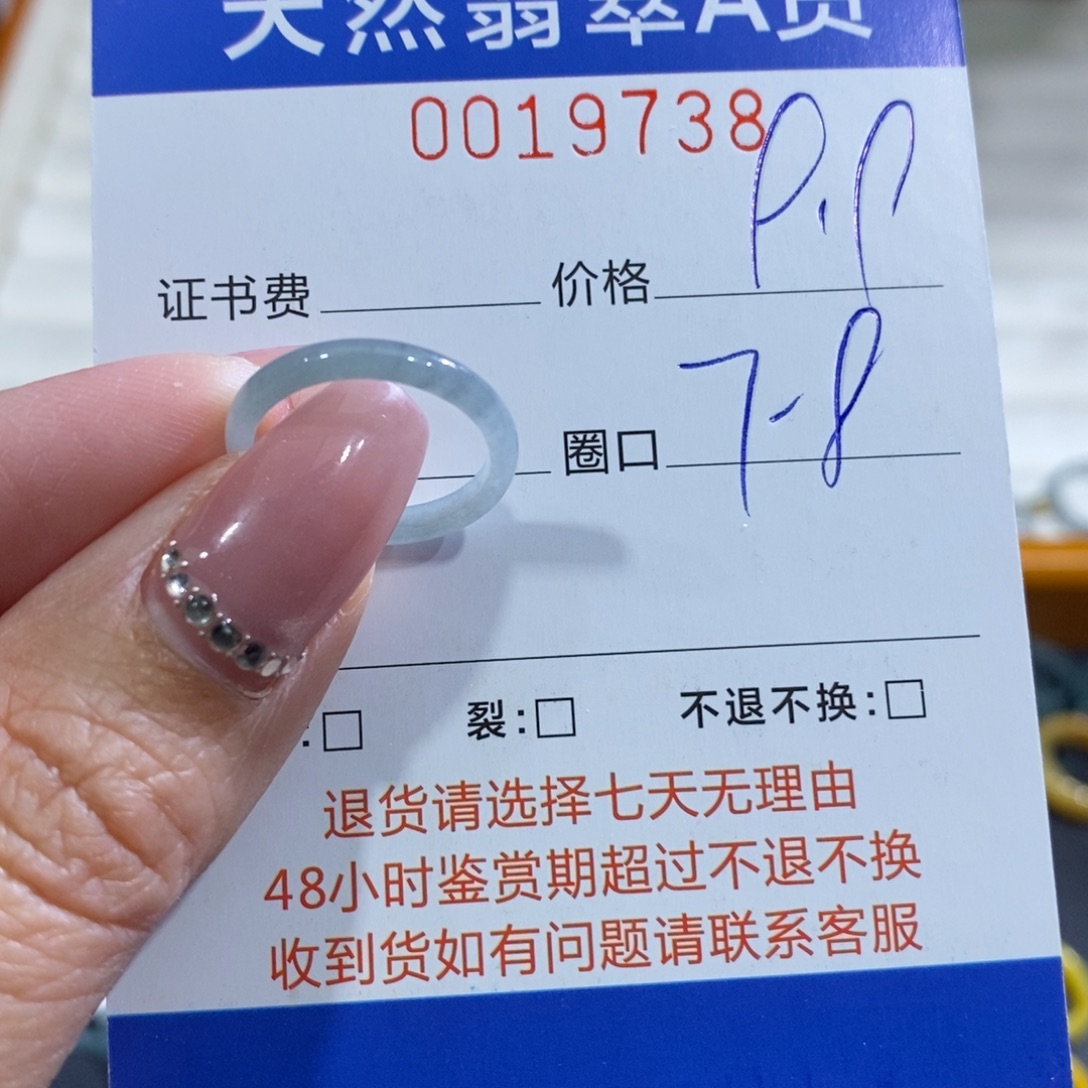 天然翡翠A货
0019738
证书费 价格
圈口 7-8
: 裂: 不退不换:
退货请选择七天无理由
48小时鉴赏期超过不退不换
收到货如有问题请联系客服